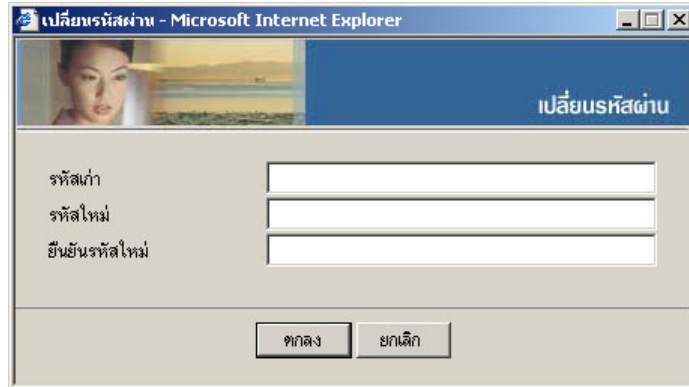 เปลี่ยนรหัสผ่าน - Microsoft Internet Explorer
เปลี่ยนรหัสผ่าน
รหัสเก่า
รหัสใหม่
ยืนยันรหัสใหม่
ตกลง ยกเลิก